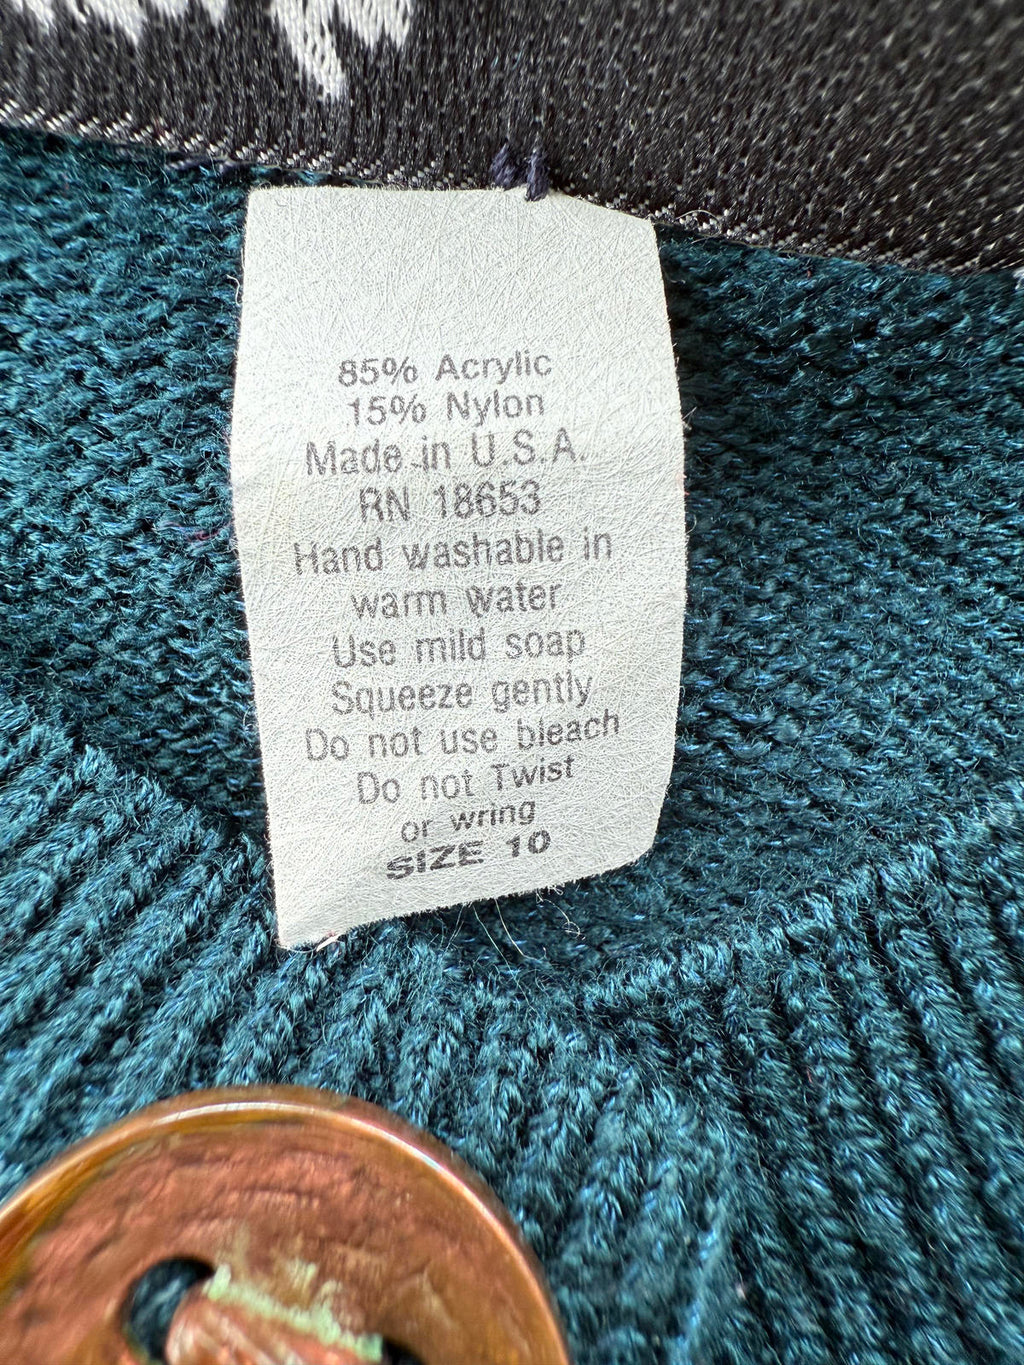 85% Acrylic
15% Nylon
Made in U.S.A.
RN 18653
Hand washable in
warm water
Use mild soap
Squeeze gently
Do not use bleach
Do not Twist
or wring
SIZE 10